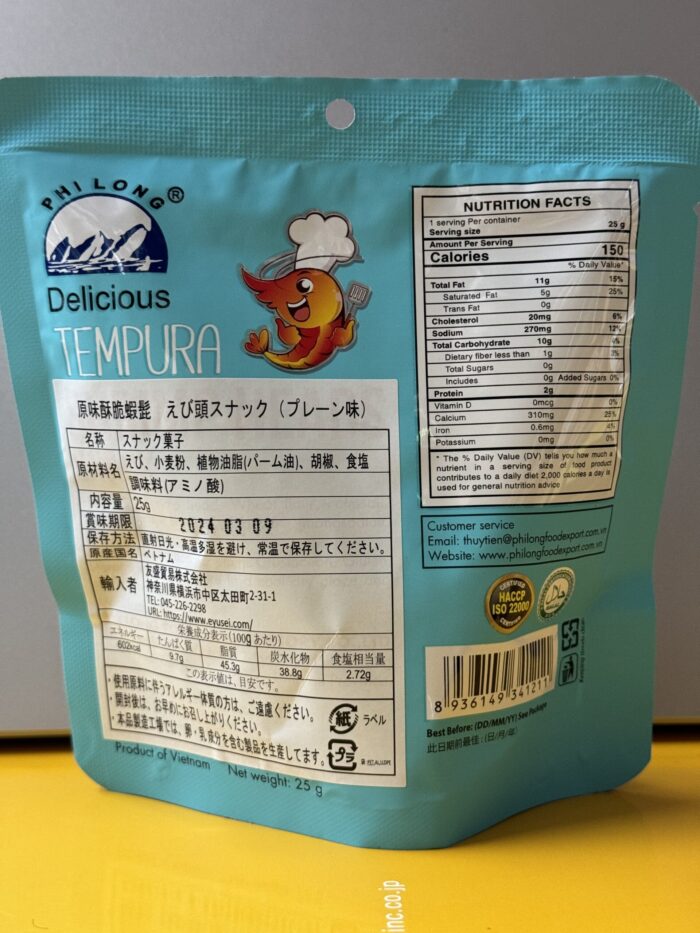 PHI LONG®
Delicious
TEMPURA
原味酥脆蝦髭 えび頭スナック（プレーン味）
名称 スナック菓子
原材料名 えび、小麦粉、植物油脂(パーム油)、胡椒、食塩
調味料(アミノ酸)
内容量 25g
賞味期限 2024 03 09
保存方法 直射日光・高温多湿を避け、常温で保存してください。
原産国名 ベトナム
輸入者 友盛貿易株式会社
神奈川県横浜市中区太田町2-31-1
TEL:045-226-2298
URL: https://www.eyusei.com/
栄養成分表示(100gあたり)
エネルギー たんぱく質 脂質 炭水化物 食塩相当量
602kcal 9.7g 45.3g 38.8g 2.72g
この表示値は、目安です。
・使用原料に伴うアレルギー体質の方は、ご遠慮ください。
・開封後は、お早めにお召し上がりください。
・本品製造工場では、卵・乳成分を含む製品を生産してます。
紙 ラベル
プラ
Product of Vietnam Net weight: 25 g
NUTRITION FACTS
1 serving Per container
Serving size 25 g
Amount Per Serving
Calories 150
% Daily Value*
Total Fat 11g 15%
Saturated Fat 5g 25%
Trans Fat 0g
Cholesterol 20mg 6%
Sodium 270mg 12%
Total Carbohydrate 10g
Dietary fiber less than 1g 3%
Total Sugars 0g
Includes 0g Added Sugars 0%
Protein 2g
Vitamin D 0mcg 0%
Calcium 310mg 25%
Iron 0.6mg 4%
Potassium 0mg 0%
* The % Daily Value (DV) tells you how much a
nutrient in a serving size of food product
contributes to a daily diet 2,000 calories a day is
used for general nutrition advice
Customer service
Email: thuytien@philongfoodexport.com.vn
Website: www.philongfoodexport.com.vn
CERTIFIED
HACCP
ISO 22000
CERTIFIED
8 936149 341211
Best Before: (DD/MM/YY) See Package
此日期前最佳：(日/月/年)
inc.co.jp